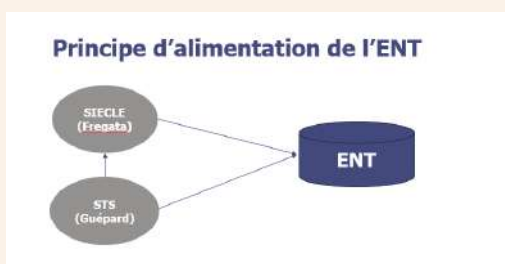 Principe d'alimentation de l'ENT
SIECLE
(Fregata)
ENT
STS
(Guépard)